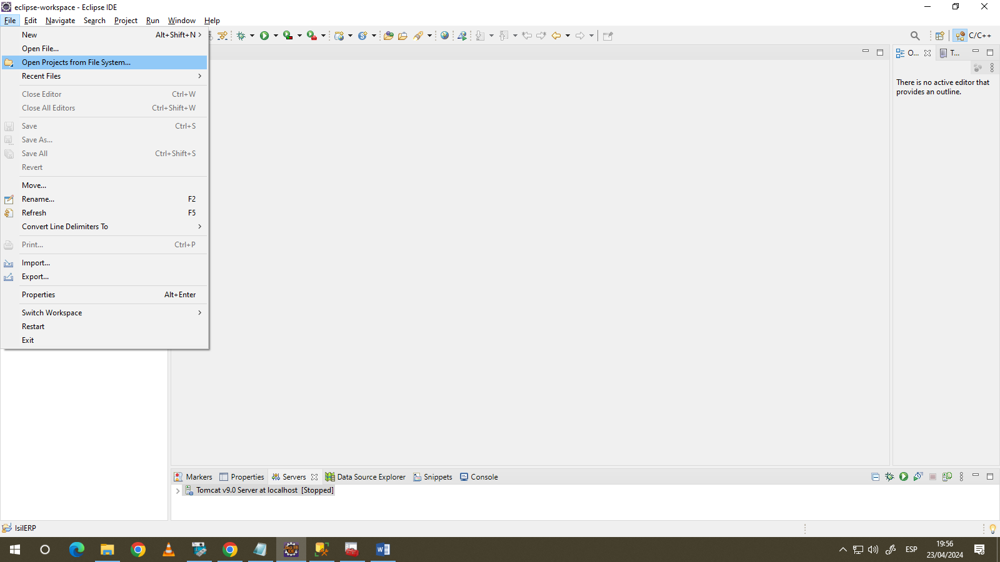 eclipse-workspace - Eclipse IDE
File Edit Navigate Search Project Run Window Help
New Alt+Shift+N
Open File...
Open Projects from File System...
Recent Files
Close Editor Ctrl+W
Close All Editors Ctrl+Shift+W
Save Ctrl+S
Save As...
Save All Ctrl+Shift+S
Revert
Move...
Rename... F2
Refresh F5
Convert Line Delimiters To
Print... Ctrl+P
Import...
Export...
Properties Alt+Enter
Switch Workspace
Restart
Exit
C/C++
O... T...
There is no active editor that
provides an outline.
Markers Properties Servers Data Source Explorer Snippets Console
Tomcat v9.0 Server at localhost [Stopped]
IsilERP
ESP
19:56
23/04/2024